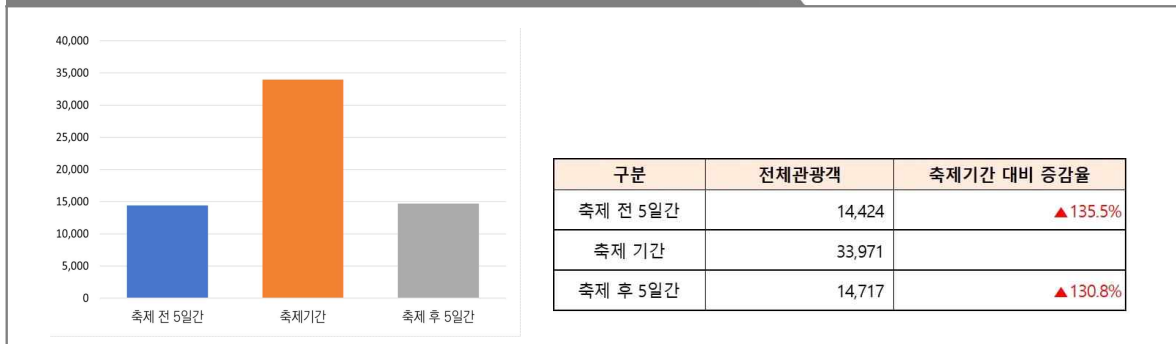 40,000
35,000
30,000
25,000
20,000
15,000
10,000
5,000
0
축제 전 5일간 축제기간 축제 후 5일간
구분 전체관광객 축제기간 대비 증감율
축제 전 5일간 14,424 ▲135.5%
축제 기간 33,971
축제 후 5일간 14,717 ▲130.8%